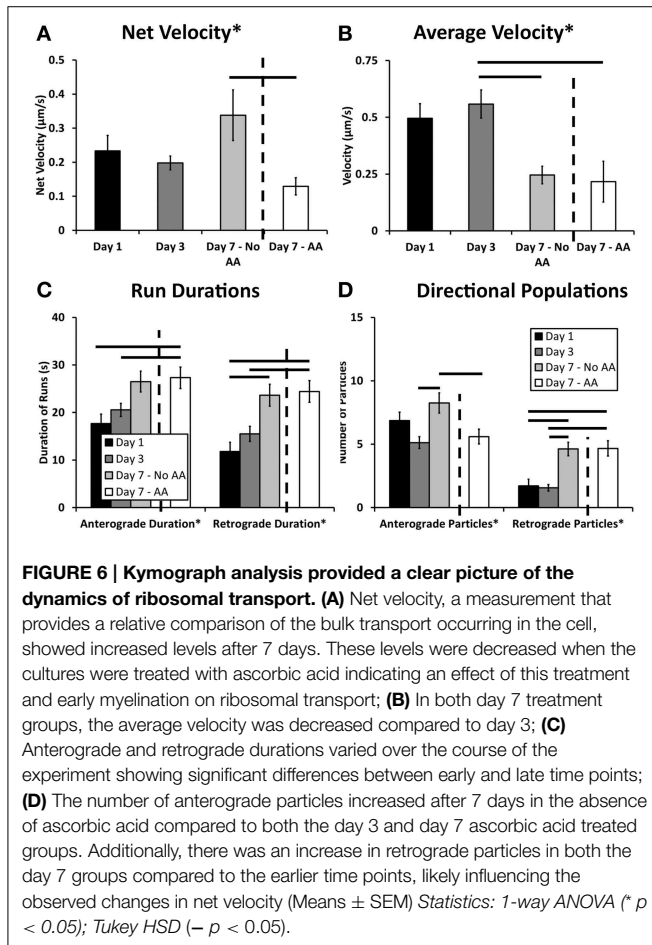 A Net Velocity*
Net Velocity (μm/s)
0.5
0.4
0.3
0.2
0.1
0
Day 1 Day 3 Day 7 - No AA Day 7 - AA
B Average Velocity*
Velocity (μm/s)
0.75
0.5
0.25
0
Day 1 Day 3 Day 7 - No AA Day 7 - AA
C Run Durations
Duration of Runs (s)
40
30
20
10
0
Day 1
Day 3
Day 7 - No AA
Day 7 - AA
Anterograde Duration* Retrograde Duration*
D Directional Populations
Number of Particles
15
10
5
0
Day 1
Day 3
Day 7 - No AA
Day 7 - AA
Anterograde Particles* Retrograde Particles*
FIGURE 6 | Kymograph analysis provided a clear picture of the
dynamics of ribosomal transport. (A) Net velocity, a measurement that
provides a relative comparison of the bulk transport occurring in the cell,
showed increased levels after 7 days. These levels were decreased when the
cultures were treated with ascorbic acid indicating an effect of this treatment
and early myelination on ribosomal transport; (B) In both day 7 treatment
groups, the average velocity was decreased compared to day 3; (C)
Anterograde and retrograde durations varied over the course of the
experiment showing significant differences between early and late time points;
(D) The number of anterograde particles increased after 7 days in the absence
of ascorbic acid compared to both the day 3 and day 7 ascorbic acid treated
groups. Additionally, there was an increase in retrograde particles in both the
day 7 groups compared to the earlier time points, likely influencing the
observed changes in net velocity (Means ± SEM) Statistics: 1-way ANOVA (* p
< 0.05); Tukey HSD (− p < 0.05).